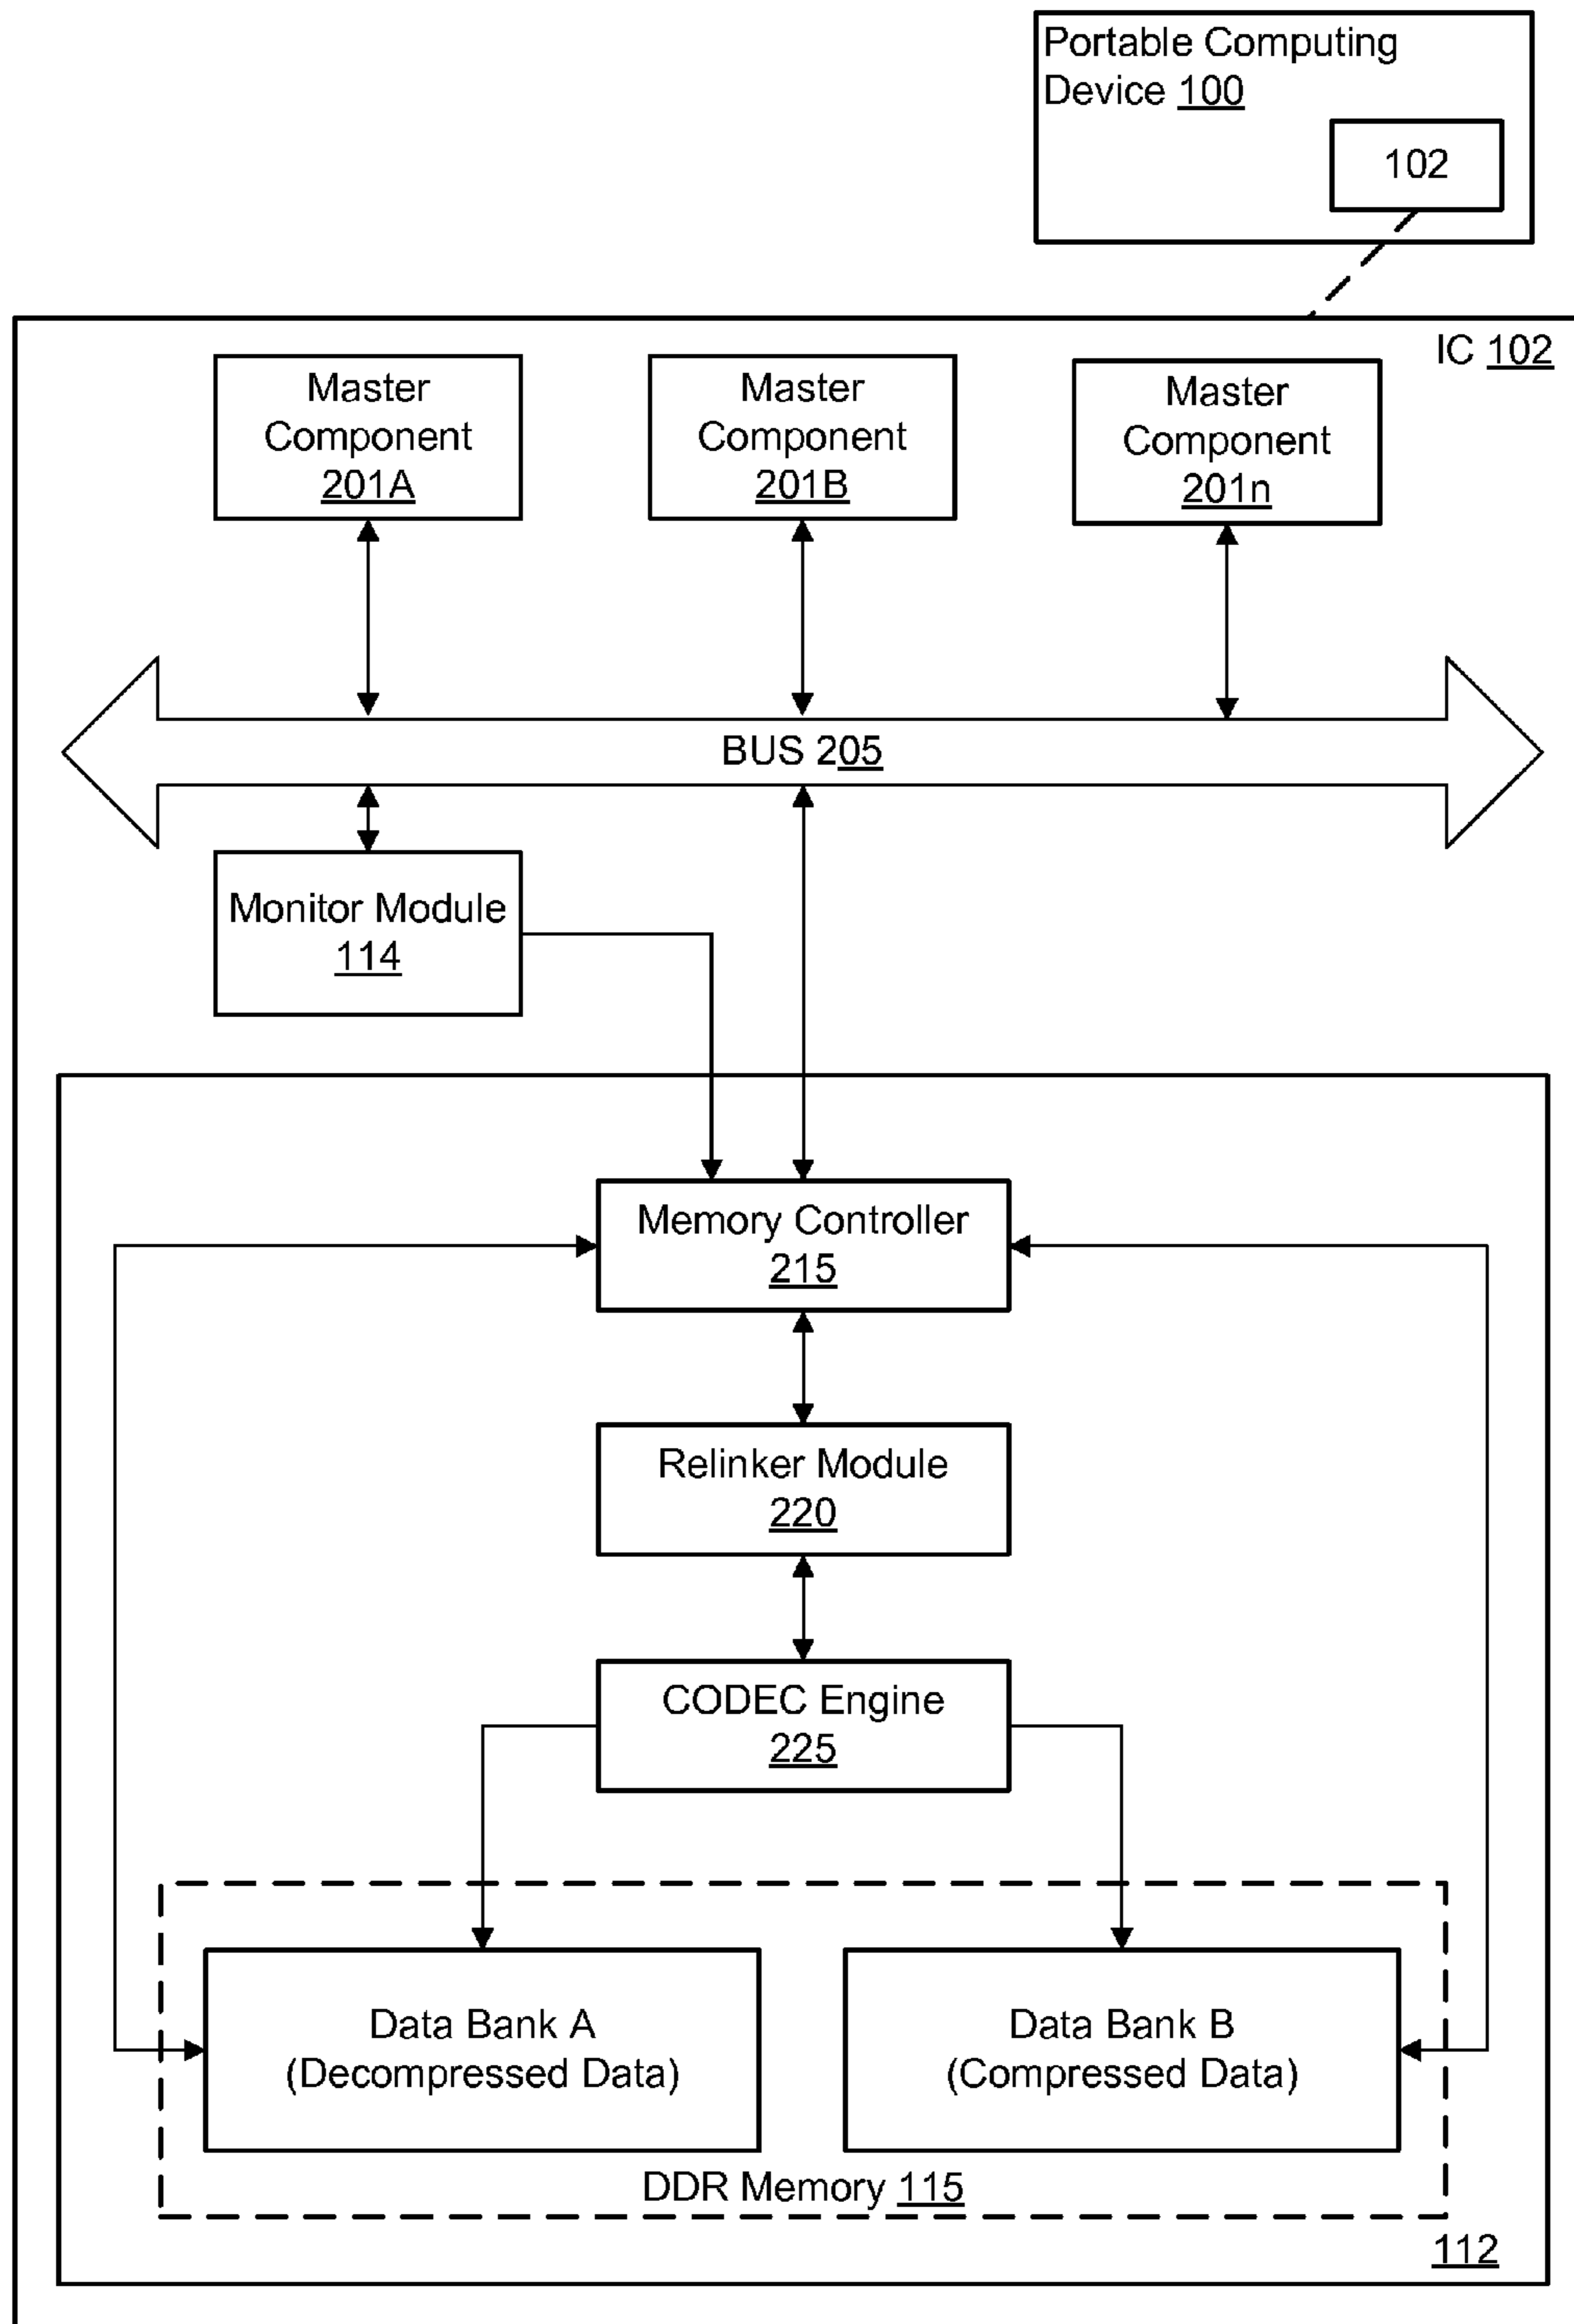 Portable Computing
Device 100
102
IC 102
Master
Component
201A
Master
Component
201B
Master
Component
201n
BUS 205
Monitor Module
114
Memory Controller
215
Relinker Module
220
CODEC Engine
225
Data Bank A
(Decompressed Data)
Data Bank B
(Compressed Data)
DDR Memory 115
112